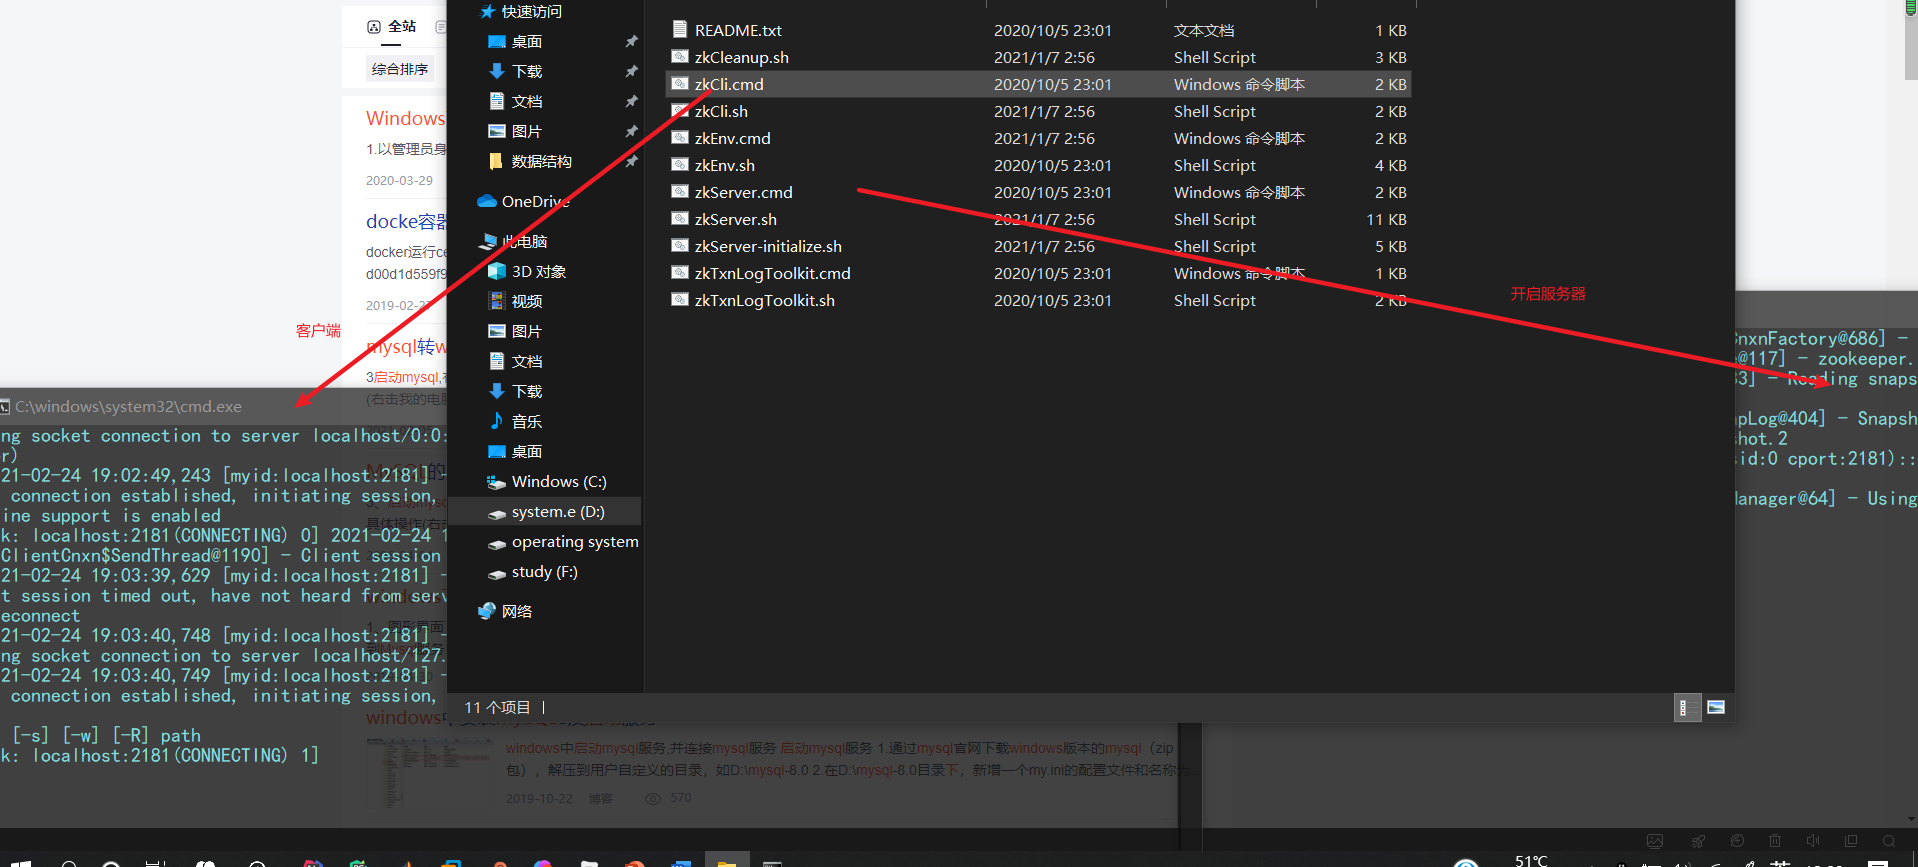 全站
综合排序
Windows
1.以管理员身
2020-03-29
docke容器
docker运行ce
d00d1d559f9
2019-02-27
客户端
mysql转w
3启动mysql,
(右击我的电脑
快速访问
桌面
下载
文档
图片
数据结构
OneDrive
此电脑
3D 对象
视频
图片
文档
下载
音乐
桌面
Windows (C:)
system.e (D:)
operating system
study (F:)
网络
README.txt 2020/10/5 23:01 文本文档 1 KB
zkCleanup.sh 2021/1/7 2:56 Shell Script 3 KB
zkCli.cmd 2020/10/5 23:01 Windows 命令脚本 2 KB
zkCli.sh 2021/1/7 2:56 Shell Script 2 KB
zkEnv.cmd 2021/1/7 2:56 Windows 命令脚本 2 KB
zkEnv.sh 2020/10/5 23:01 Shell Script 4 KB
zkServer.cmd 2020/10/5 23:01 Windows 命令脚本 2 KB
zkServer.sh 2021/1/7 2:56 Shell Script 11 KB
zkServer-initialize.sh 2021/1/7 2:56 Shell Script 5 KB
zkTxnLogToolkit.cmd 2020/10/5 23:01 Windows 命令脚本 1 KB
zkTxnLogToolkit.sh 2020/10/5 23:01 Shell Script 2 KB
开启服务器
11 个项目
C:\windows\system32\cmd.exe
ng socket connection to server localhost/0:0:
r)
21-02-24 19:02:49,243 [myid:localhost:2181] -
connection established, initiating session,
ine support is enabled
k: localhost:2181(CONNECTING) 0] 2021-02-24 1
ClientCnxn$SendThread@1190] - Client session
21-02-24 19:03:39,629 [myid:localhost:2181] -
t session timed out, have not heard from serv
econnect
21-02-24 19:03:40,748 [myid:localhost:2181] -
ng socket connection to server localhost/127.
21-02-24 19:03:40,749 [myid:localhost:2181] -
connection established, initiating session,
[-s] [-w] [-R] path
k: localhost:2181(CONNECTING) 1]
CnxnFactory@686] -
@117] - zookeeper.
33] - Reading snaps
apLog@404] - Snapsh
hot.2
sid:0 cport:2181)::
Manager@64] - Using
windows中启动mysql服务,并连接mysql服务 启动mysql服务 1.通过mysql官网下载windows版本的mysql（zip
包），解压到用户自定义的目录，如D:\mysql-8.0 2.在D:\mysql-8.0目录下，新增一个my.ini的配置文件和名称为
2019-10-22 博客 570
51℃
英